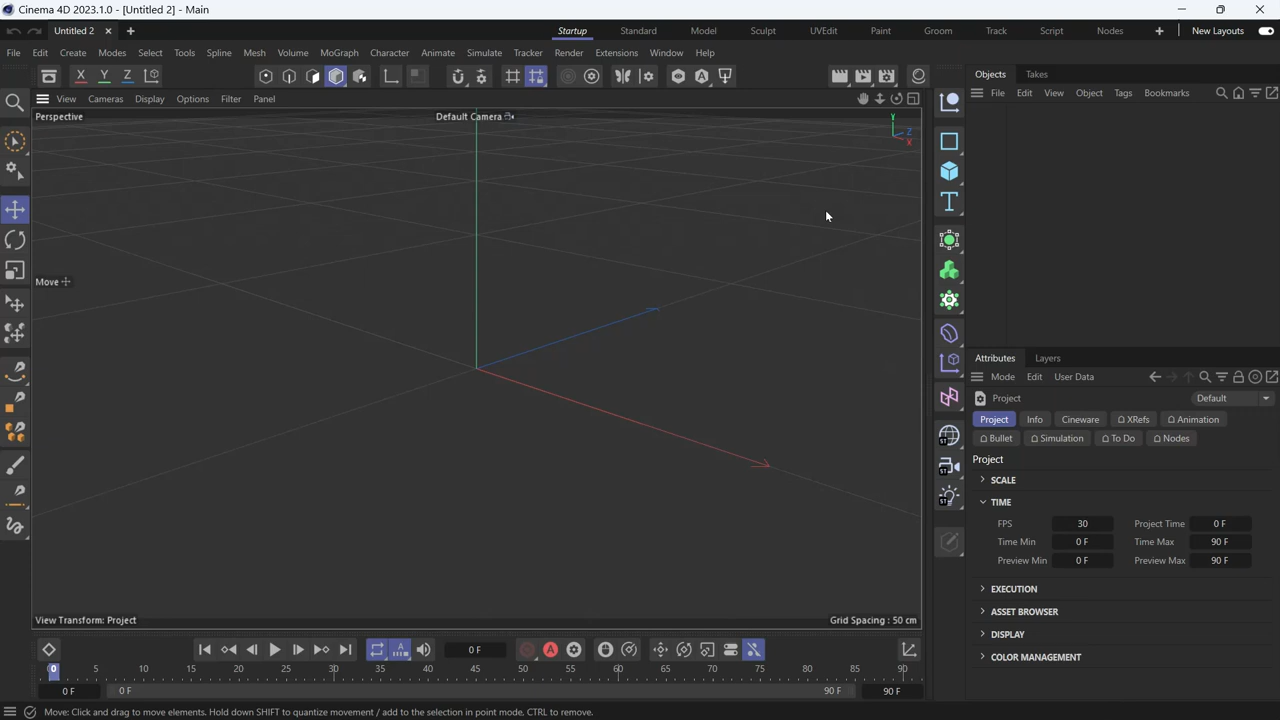 Cinema 4D 2023.1.0 - [Untitled 2] - Main
Untitled 2
Startup Standard Model Sculpt UVEdit Paint Groom Track Script Nodes New Layouts
File Edit Create Modes Select Tools Spline Mesh Volume MoGraph Character Animate Simulate Tracker Render Extensions Window Help
X Y Z
Objects Takes
View Cameras Display Options Filter Panel
File Edit View Object Tags Bookmarks
Perspective Default Camera
Y
Z
X
Move
Attributes Layers
Mode Edit User Data
Project Default
Project Info Cineware XRefs Animation
Bullet Simulation To Do Nodes
ST
ST
ST
Project
SCALE
TIME
FPS 30 Project Time 0 F
Time Min 0 F Time Max 90 F
Preview Min 0 F Preview Max 90 F
EXECUTION
ASSET BROWSER
DISPLAY
COLOR MANAGEMENT
View Transform: Project Grid Spacing : 50 cm
A 0 F A
0 5 10 15 20 25 30 35 40 45 50 55 60 65 70 75 80 85 90
0 F 0 F 90 F 90 F
Move: Click and drag to move elements. Hold down SHIFT to quantize movement / add to the selection in point mode, CTRL to remove.